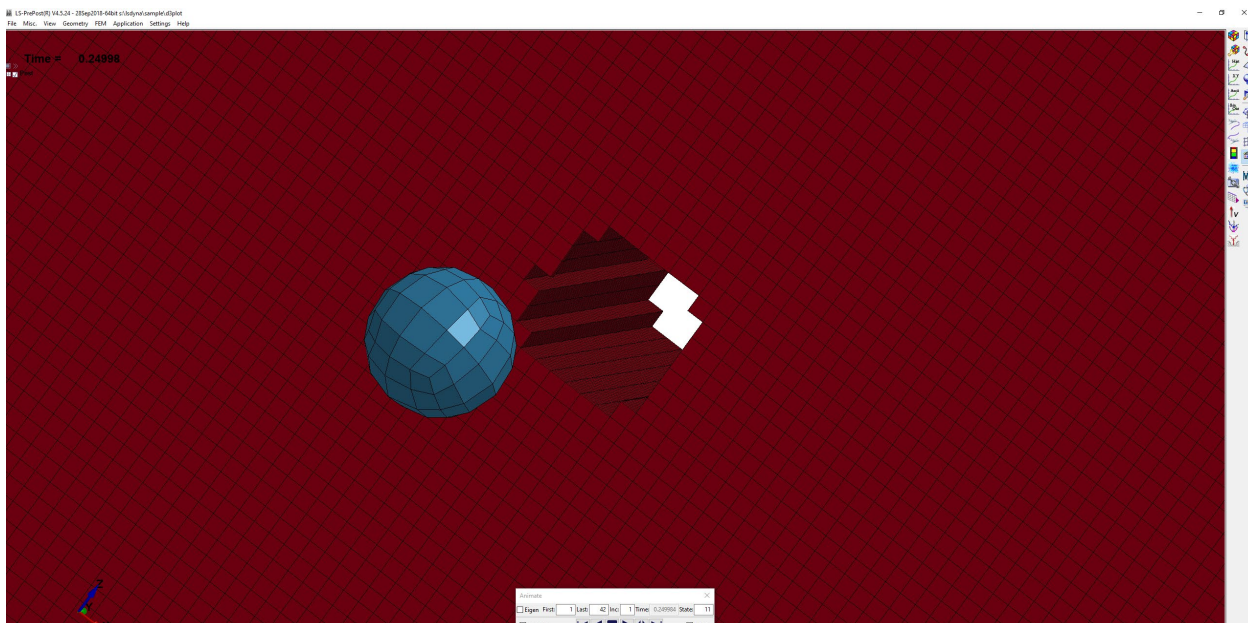 LS-PrePost(R) V4.5.24 - 28Sep2018-64bit s:\lsdyna\sample\d3plot
File Misc. View Geometry FEM Application Settings Help
Time = 0.24998
Z
Animate
Eigen First: 1 Last: 42 Inc: 1 Time: 0.249984 State: 11